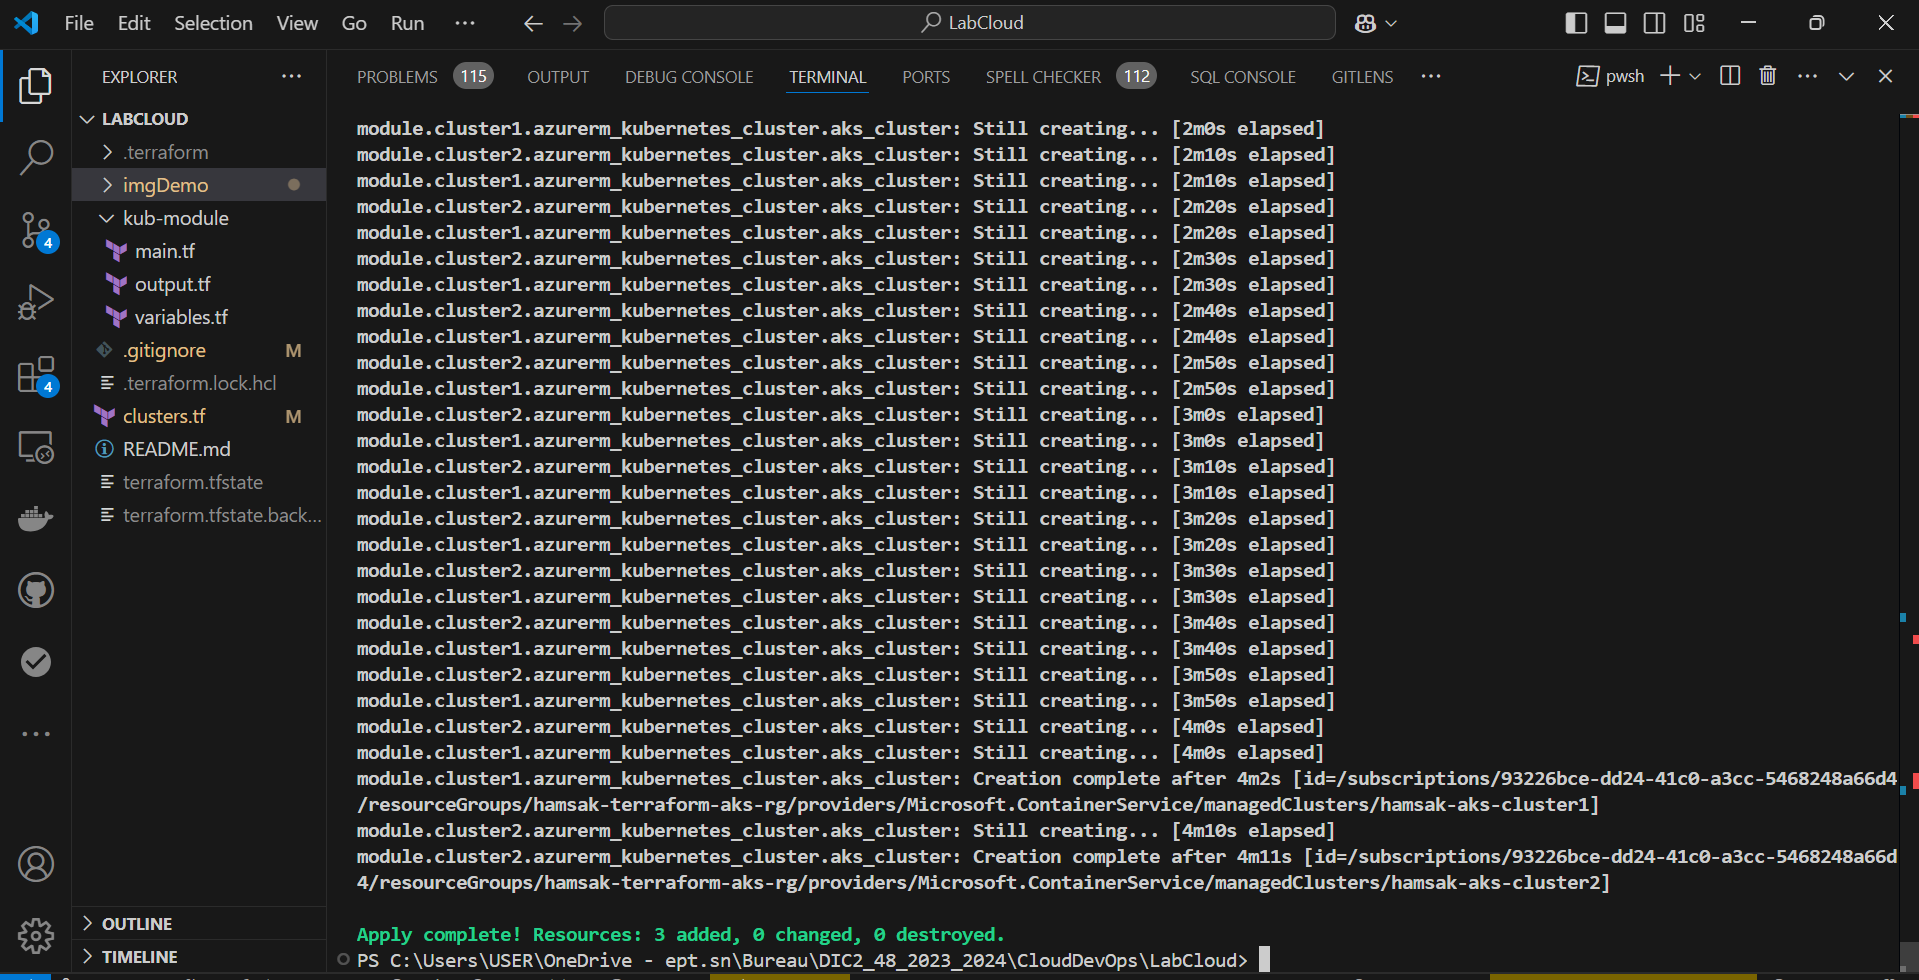 File Edit Selection View Go Run ··· LabCloud
EXPLORER ···
LABCLOUD
.terraform
imgDemo
kub-module
main.tf
output.tf
variables.tf
.gitignore M
.terraform.lock.hcl
clusters.tf M
README.md
terraform.tfstate
terraform.tfstate.back...
OUTLINE
TIMELINE
4
4
PROBLEMS 115 OUTPUT DEBUG CONSOLE TERMINAL PORTS SPELL CHECKER 112 SQL CONSOLE GITLENS ··· pwsh
module.cluster1.azurerm_kubernetes_cluster.aks_cluster: Still creating... [2m0s elapsed]
module.cluster2.azurerm_kubernetes_cluster.aks_cluster: Still creating... [2m10s elapsed]
module.cluster1.azurerm_kubernetes_cluster.aks_cluster: Still creating... [2m10s elapsed]
module.cluster2.azurerm_kubernetes_cluster.aks_cluster: Still creating... [2m20s elapsed]
module.cluster1.azurerm_kubernetes_cluster.aks_cluster: Still creating... [2m20s elapsed]
module.cluster2.azurerm_kubernetes_cluster.aks_cluster: Still creating... [2m30s elapsed]
module.cluster1.azurerm_kubernetes_cluster.aks_cluster: Still creating... [2m30s elapsed]
module.cluster2.azurerm_kubernetes_cluster.aks_cluster: Still creating... [2m40s elapsed]
module.cluster1.azurerm_kubernetes_cluster.aks_cluster: Still creating... [2m40s elapsed]
module.cluster2.azurerm_kubernetes_cluster.aks_cluster: Still creating... [2m50s elapsed]
module.cluster1.azurerm_kubernetes_cluster.aks_cluster: Still creating... [2m50s elapsed]
module.cluster2.azurerm_kubernetes_cluster.aks_cluster: Still creating... [3m0s elapsed]
module.cluster1.azurerm_kubernetes_cluster.aks_cluster: Still creating... [3m0s elapsed]
module.cluster2.azurerm_kubernetes_cluster.aks_cluster: Still creating... [3m10s elapsed]
module.cluster1.azurerm_kubernetes_cluster.aks_cluster: Still creating... [3m10s elapsed]
module.cluster2.azurerm_kubernetes_cluster.aks_cluster: Still creating... [3m20s elapsed]
module.cluster1.azurerm_kubernetes_cluster.aks_cluster: Still creating... [3m20s elapsed]
module.cluster2.azurerm_kubernetes_cluster.aks_cluster: Still creating... [3m30s elapsed]
module.cluster1.azurerm_kubernetes_cluster.aks_cluster: Still creating... [3m30s elapsed]
module.cluster2.azurerm_kubernetes_cluster.aks_cluster: Still creating... [3m40s elapsed]
module.cluster1.azurerm_kubernetes_cluster.aks_cluster: Still creating... [3m40s elapsed]
module.cluster2.azurerm_kubernetes_cluster.aks_cluster: Still creating... [3m50s elapsed]
module.cluster1.azurerm_kubernetes_cluster.aks_cluster: Still creating... [3m50s elapsed]
module.cluster2.azurerm_kubernetes_cluster.aks_cluster: Still creating... [4m0s elapsed]
module.cluster1.azurerm_kubernetes_cluster.aks_cluster: Still creating... [4m0s elapsed]
module.cluster1.azurerm_kubernetes_cluster.aks_cluster: Creation complete after 4m2s [id=/subscriptions/93226bce-dd24-41c0-a3cc-5468248a66d4
/resourceGroups/hamsak-terraform-aks-rg/providers/Microsoft.ContainerService/managedClusters/hamsak-aks-cluster1]
module.cluster2.azurerm_kubernetes_cluster.aks_cluster: Still creating... [4m10s elapsed]
module.cluster2.azurerm_kubernetes_cluster.aks_cluster: Creation complete after 4m11s [id=/subscriptions/93226bce-dd24-41c0-a3cc-5468248a66d
4/resourceGroups/hamsak-terraform-aks-rg/providers/Microsoft.ContainerService/managedClusters/hamsak-aks-cluster2]
Apply complete! Resources: 3 added, 0 changed, 0 destroyed.
PS C:\Users\USER\OneDrive - ept.sn\Bureau\DIC2_48_2023_2024\CloudDevOps\LabCloud>